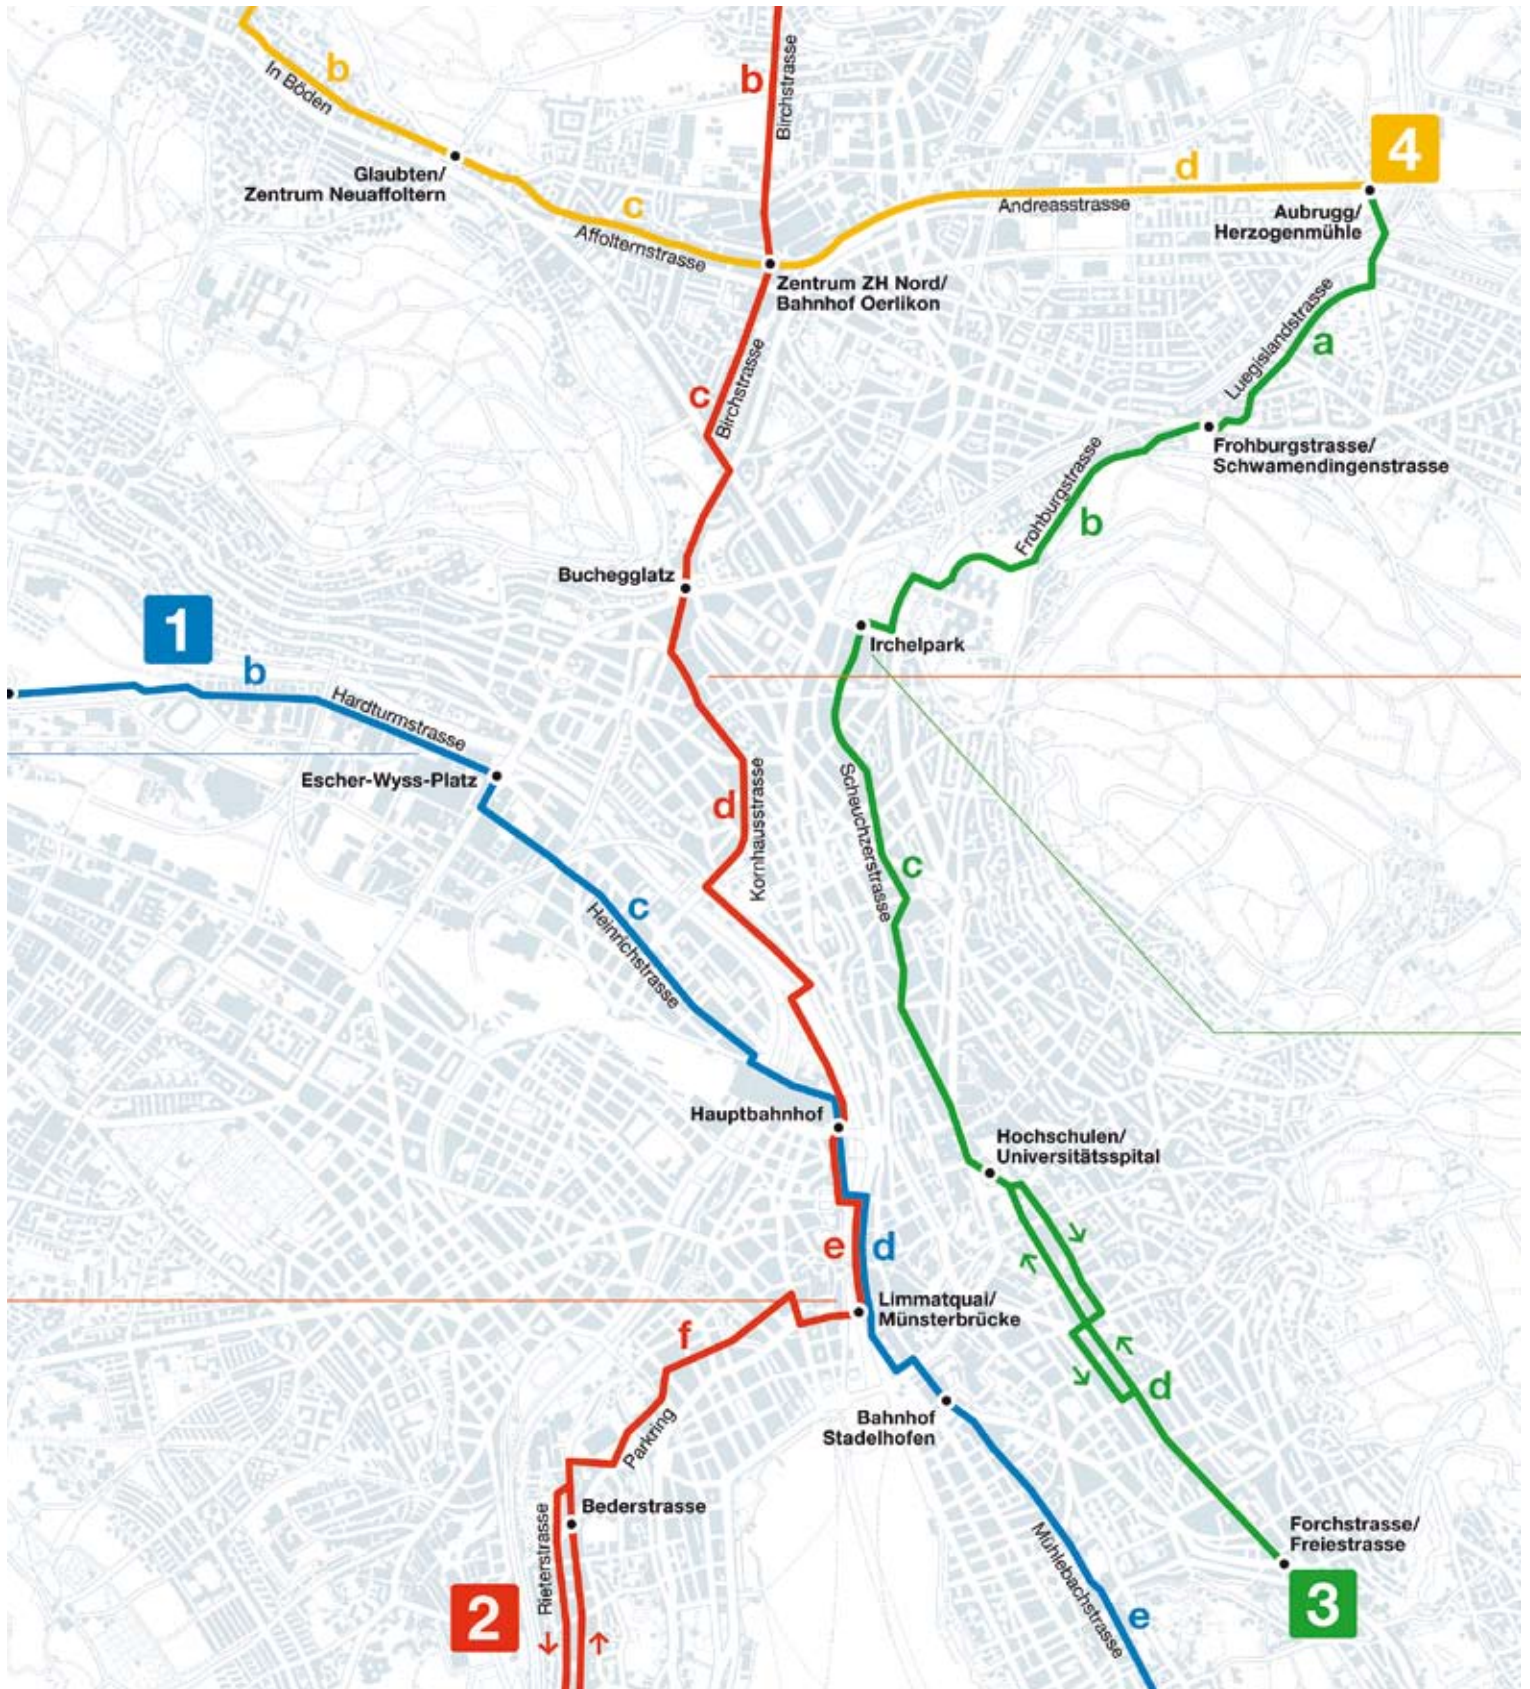 b
In Böden
b
Birchstrasse
4
Glaubten/
Zentrum Neuaffoltern
c
Affolternstrasse
d
Andreasstrasse
Aubrugg/
Herzogenmühle
Zentrum ZH Nord/
Bahnhof Oerlikon
Luegislandstrasse
a
c
Birchstrasse
Frohburgstrasse/
Schwamendingenstrasse
Frohburgstrasse
b
Buchegglatz
1
Irchelpark
b
Hardturmstrasse
Escher-Wyss-Platz
d
Kornhausstrasse
Scheuchzerstrasse
c
c
Heinrichstrasse
Hauptbahnhof
Hochschulen/
Universitätsspital
e
d
Limmatquai/
Münsterbrücke
f
d
Parkring
Bahnhof
Stadelhofen
Bederstrasse
Rieterstrasse
2
Mühlebachstrasse
e
Forchstrasse/
Freiestrasse
3